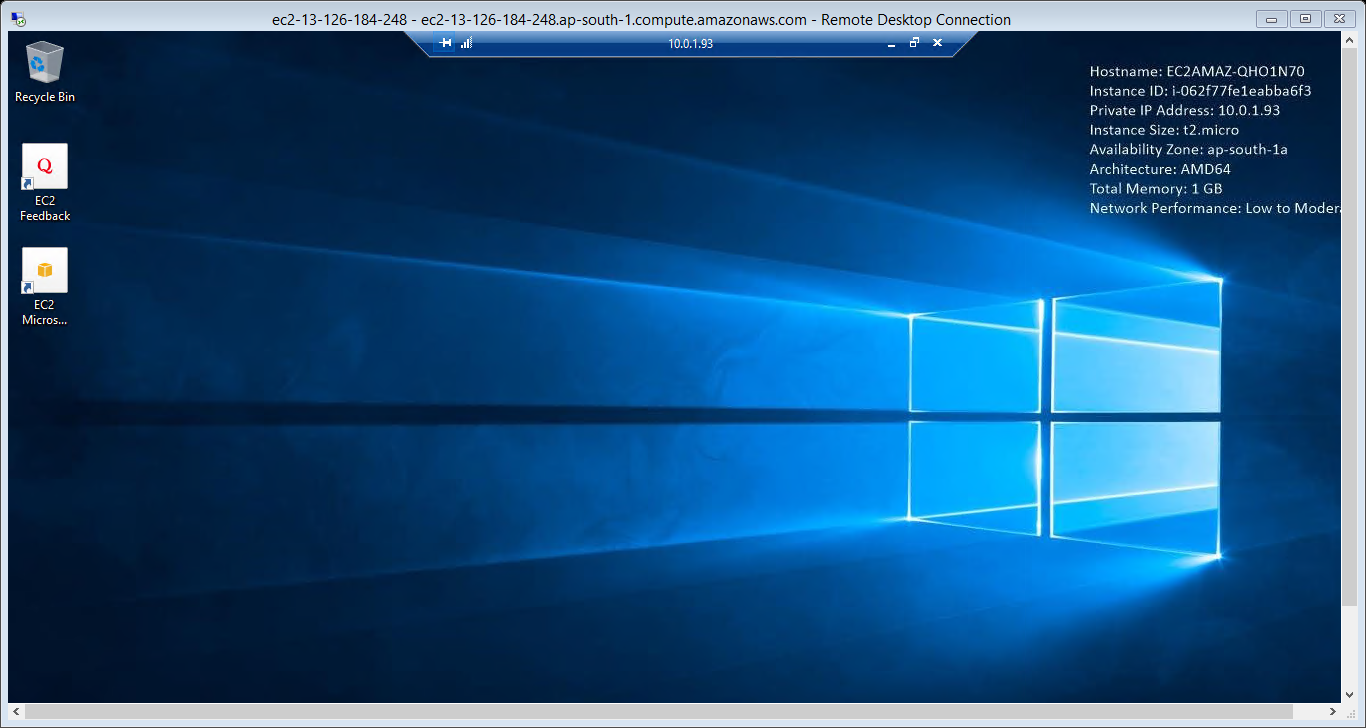 ec2-13-126-184-248 - ec2-13-126-184-248.ap-south-1.compute.amazonaws.com - Remote Desktop Connection
10.0.1.93
Recycle Bin
Q
EC2
Feedback
EC2
Micros...
Hostname: EC2AMAZ-QHO1N70
Instance ID: i-062f77fe1eabba6f3
Private IP Address: 10.0.1.93
Instance Size: t2.micro
Availability Zone: ap-south-1a
Architecture: AMD64
Total Memory: 1 GB
Network Performance: Low to Modera